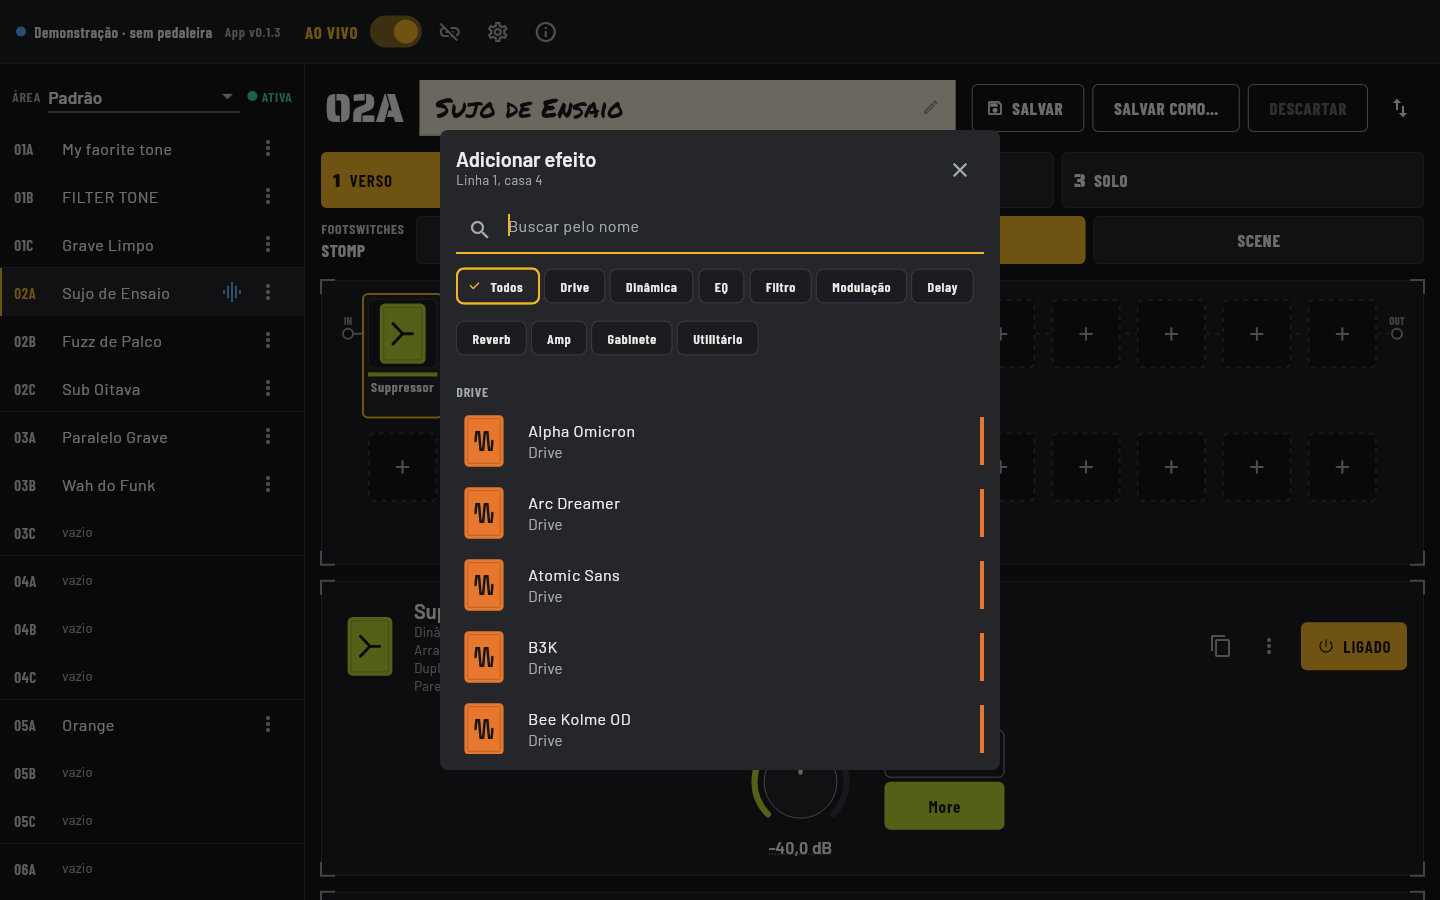 Demonstração · sem pedaleira App v0.1.3 AO VIVO
ÁREA Padrão ATIVA
01A My faorite tone
01B FILTER TONE
01C Grave Limpo
02A Sujo de Ensaio
02B Fuzz de Palco
02C Sub Oitava
03A Paralelo Grave
03B Wah do Funk
03C vazio
04A vazio
04B vazio
04C vazio
05A Orange
05B vazio
05C vazio
06A vazio
02A Sujo de Ensaio SALVAR SALVAR COMO... DESCARTAR
1 VERSO
3 SOLO
FOOTSWITCHES
STOMP
SCENE
IN
OUT
Suppressor
Adicionar efeito
Linha 1, casa 4
Buscar pelo nome
Todos Drive Dinâmica EQ Filtro Modulação Delay
Reverb Amp Gabinete Utilitário
DRIVE
Alpha Omicron
Drive
Arc Dreamer
Drive
Atomic Sans
Drive
B3K
Drive
Bee Kolme OD
Drive
LIGADO
More
-40,0 dB